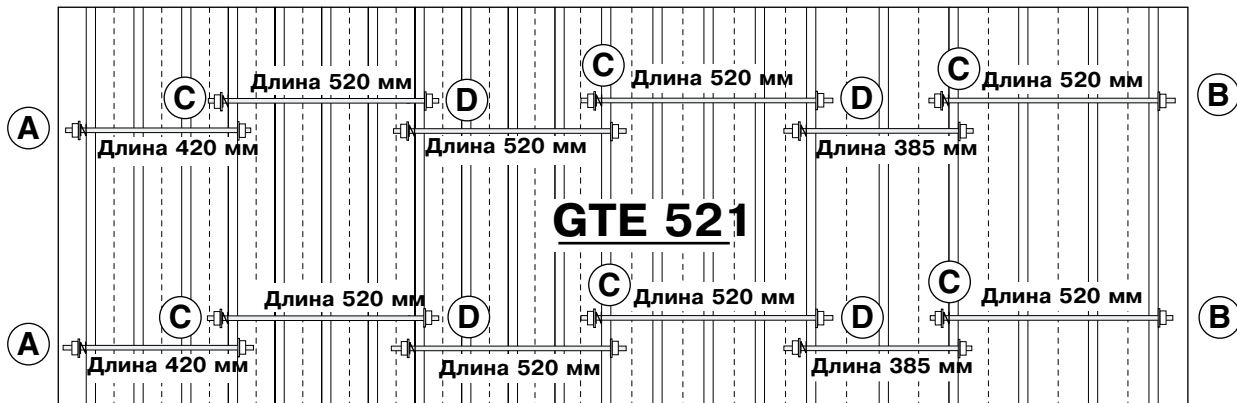 C Длина 520 мм D C Длина 520 мм D C Длина 520 мм B
A Длина 420 мм Длина 520 мм Длина 385 мм
GTE 521
C Длина 520 мм D C Длина 520 мм D C Длина 520 мм B
A Длина 420 мм Длина 520 мм Длина 385 мм